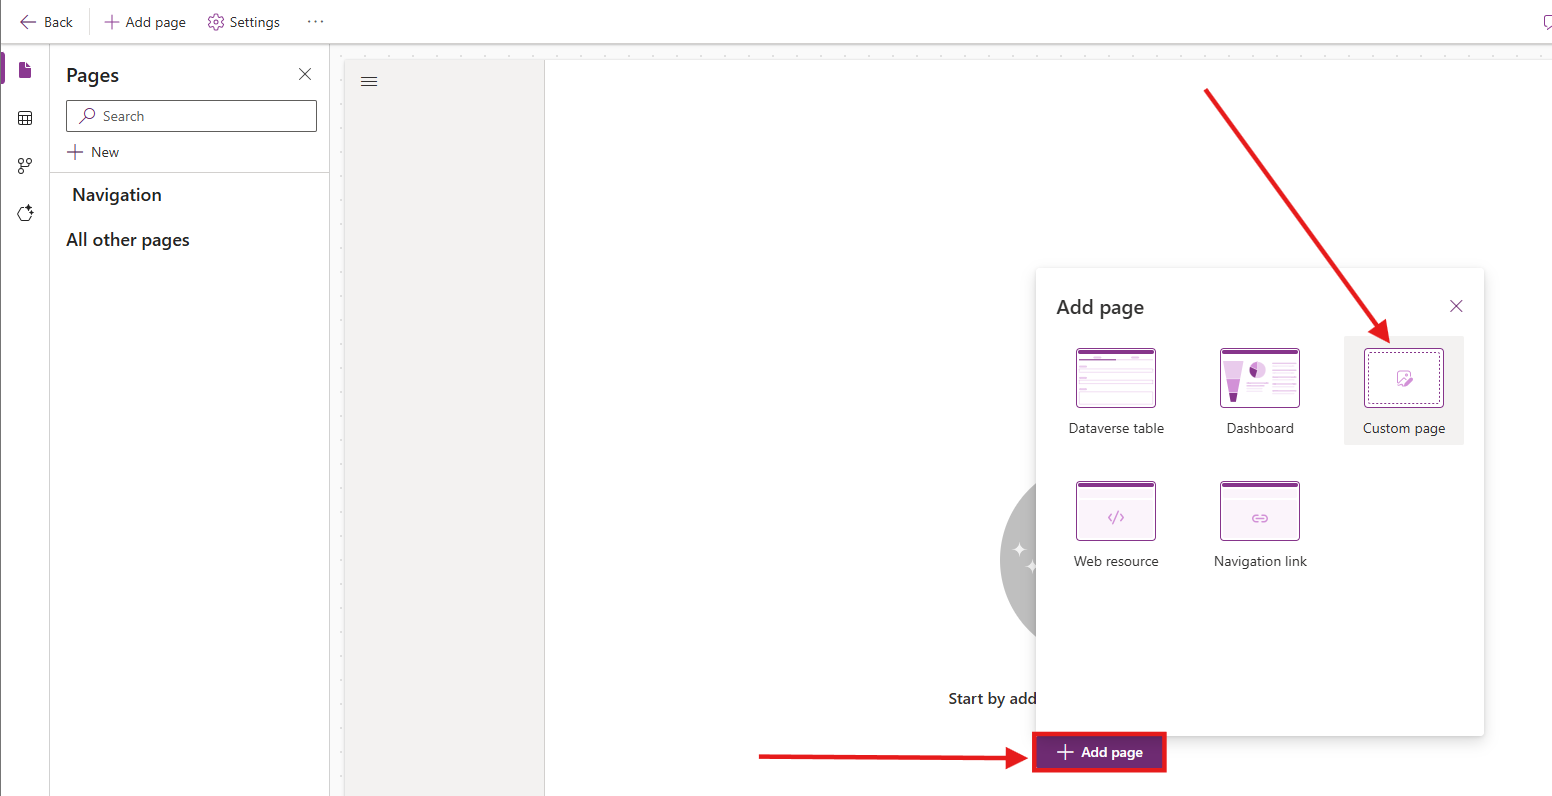 Back
Add page
Settings
Pages
Search
New
Navigation
All other pages
Add page
Dataverse table
Dashboard
Custom page
Web resource
Navigation link
Start by add
Add page